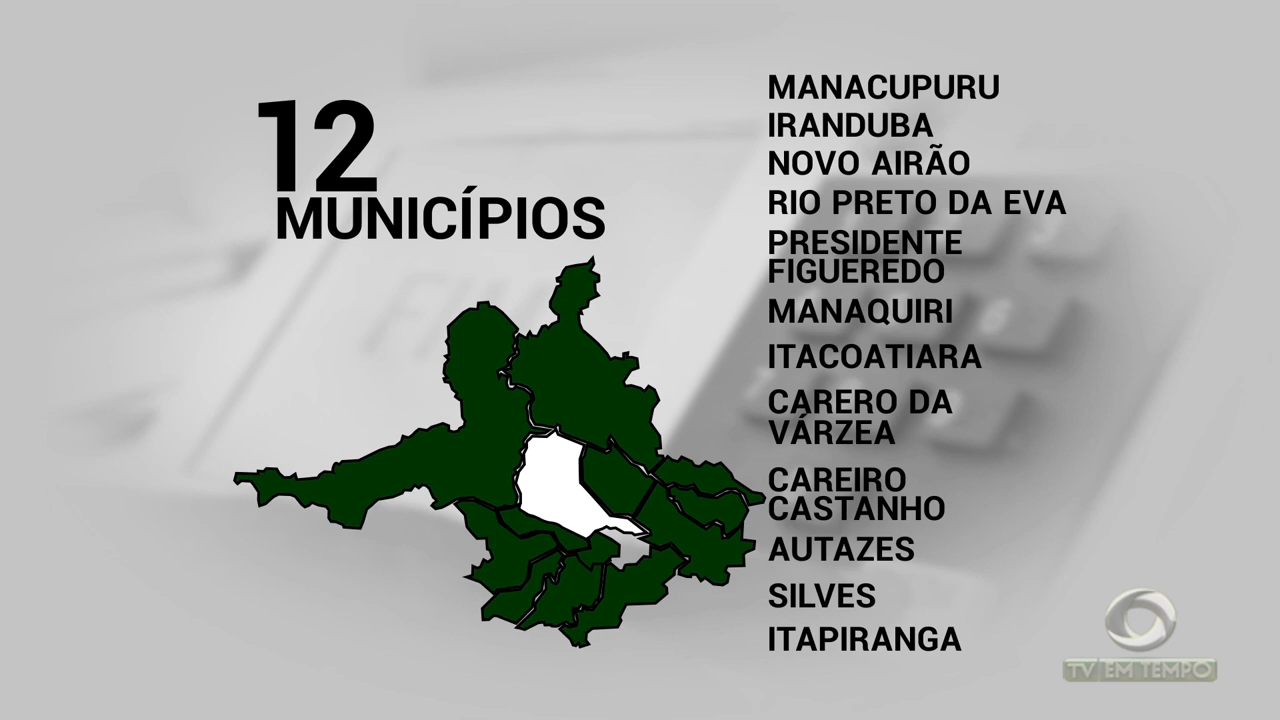 12
MUNICÍPIOS
MANACUPURU
IRANDUBA
NOVO AIRÃO
RIO PRETO DA EVA
PRESIDENTE
FIGUEREDO
MANAQUIRI
ITACOATIARA
CARERO DA
VÁRZEA
CAREIRO
CASTANHO
AUTAZES
SILVES
ITAPIRANGA
TV EM TEMPO